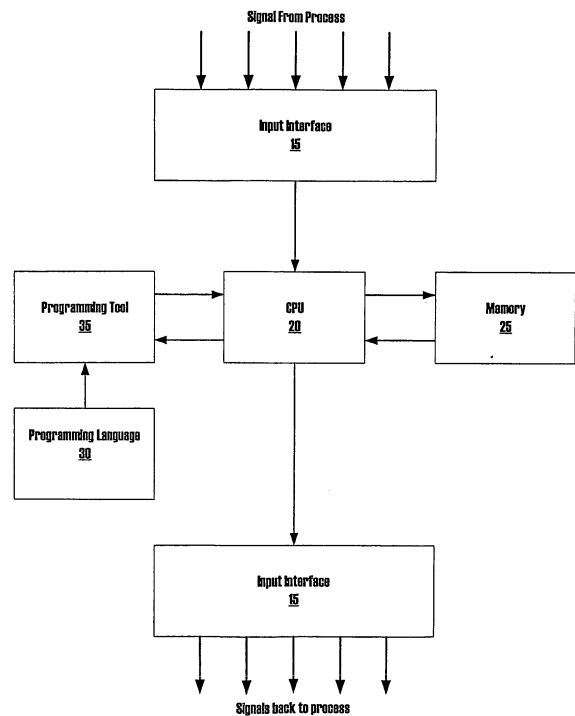 Signal From Process
Input Interface
15
Programming Tool
35
CPU
20
Memory
25
Programming Language
30
Input Interface
15
Signals back to process